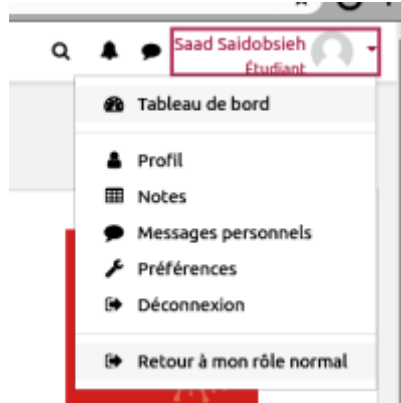 Saad Saidobsieh
Étudiant
Tableau de bord
Profil
Notes
Messages personnels
Préférences
Déconnexion
Retour à mon rôle normal